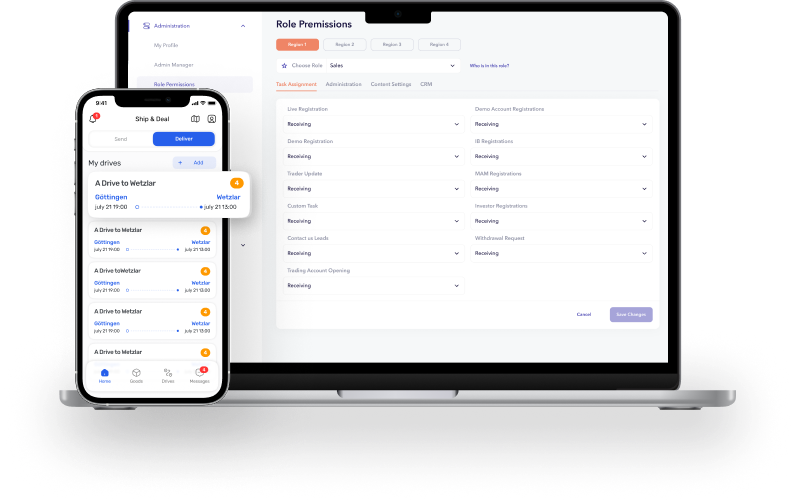 Administration
My Profile
Admin Manager
Role Permissions
Role Premissions
Region 1
Region 2
Region 3
Region 4
Choose Role
Sales
Who is in this role?
Task Assignment
Administration
Content Settings
CRM
Live Registration
Receiving
Demo Account Registrations
Receiving
Demo Registration
Receiving
IB Registrations
Receiving
Trader Update
Receiving
MAM Registrations
Receiving
Custom Task
Receiving
Investor Registrations
Receiving
Contact us Leads
Receiving
Withdrawal Request
Receiving
Trading Account Opening
Receiving
Cancel
Save Changes
9:41
Ship & Deal
Send
Deliver
My drives
+ Add
A Drive to Wetzlar
4
Göttingen
Wetzlar
july 21 19:00
july 21 13:00
A Drive to Wetzlar
4
Göttingen
Wetzlar
july 21 19:00
july 21 13:00
A Drive toWetzlar
4
Göttingen
Wetzlar
july 21 19:00
july 21 13:00
A Drive to Wetzlar
4
Göttingen
Wetzlar
july 21 19:00
july 21 13:00
A Drive to Wetzlar
4
Home
Goods
Drives
Messages
4